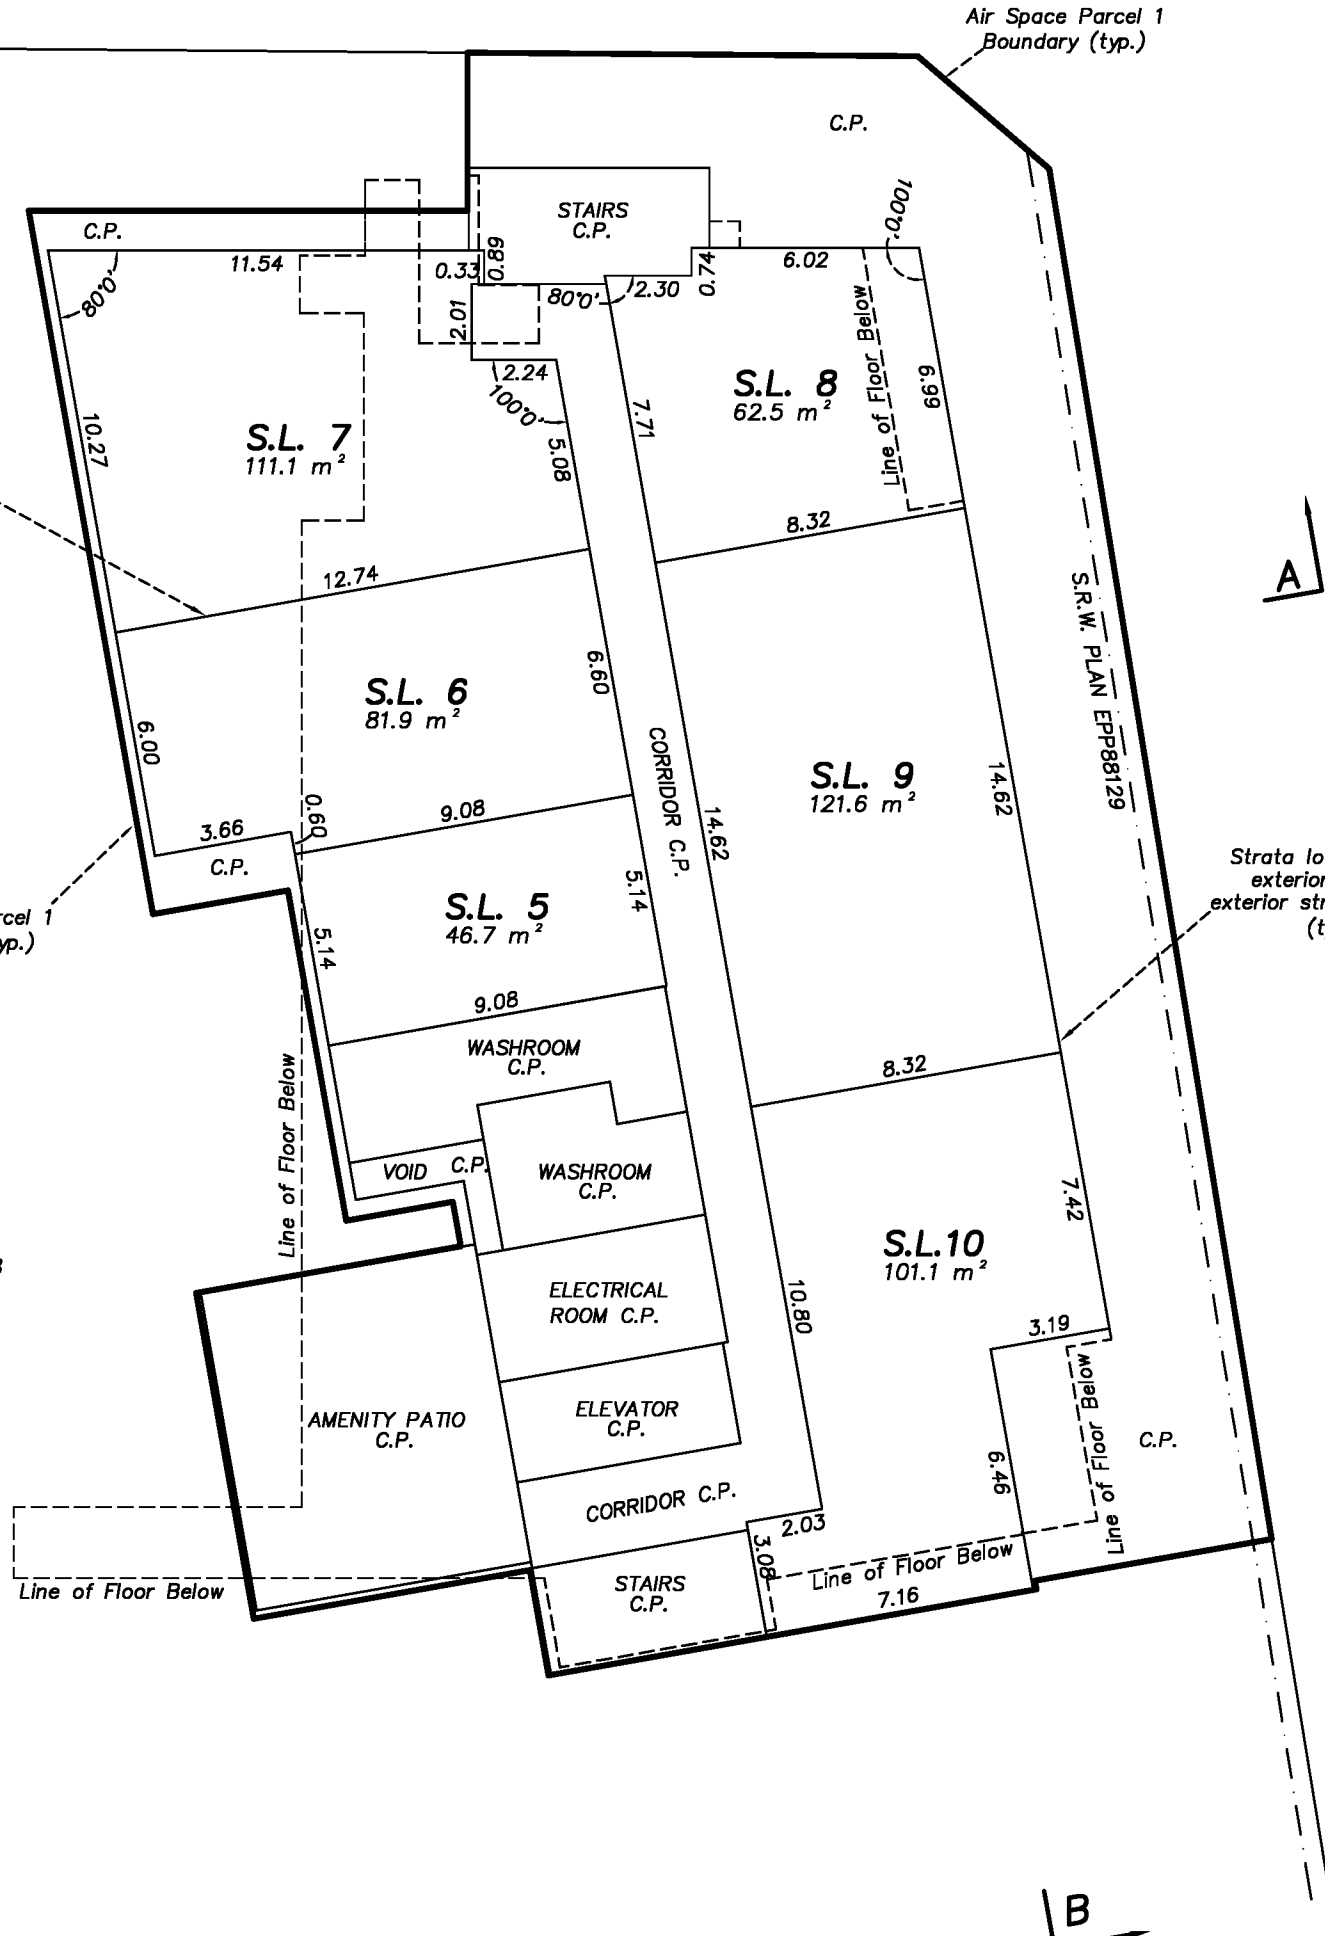 Air Space Parcel 1
Boundary (typ.)
C.P.
100°0'
STAIRS
C.P.
C.P.
11.54
0.33
0.89
80°0'
2.01
80°0'
2.30
0.74
6.02
2.24
100°0'
5.08
7.71
S.L. 8
62.5 m²
Line of Floor Below
6.99
S.L. 7
111.1 m²
10.27
8.32
12.74
A
S.R.W. PLAN EPP88129
S.L. 6
81.9 m²
6.60
6.00
CORRIDOR C.P.
S.L. 9
121.6 m²
14.62
14.62
3.66
0.60
9.08
C.P.
5.14
S.L. 5
46.7 m²
5.14
Strata lo
exterior
exterior str
(t
rcel 1
yp.)
9.08
WASHROOM
C.P.
8.32
Line of Floor Below
VOID C.P.
WASHROOM
C.P.
7.42
S.L.10
101.1 m²
ELECTRICAL
ROOM C.P.
10.80
3.19
AMENITY PATIO
C.P.
ELEVATOR
C.P.
Line of Floor Below
C.P.
6.46
CORRIDOR C.P.
2.03
3.08
Line of Floor Below
Line of Floor Below
STAIRS
C.P.
7.16
B